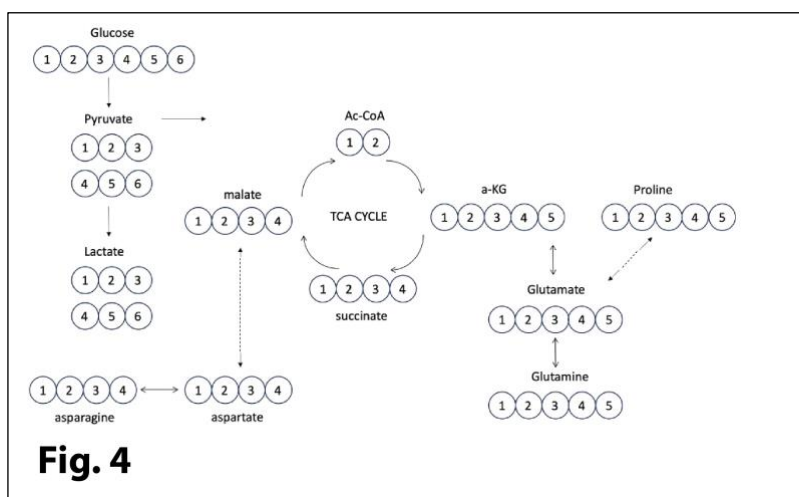 Glucose
1 2 3 4 5 6
Pyruvate
1 2 3
4 5 6
Lactate
1 2 3
4 5 6
Ac-CoA
1 2
malate
1 2 3 4
TCA CYCLE
a-KG
1 2 3 4 5
Proline
1 2 3 4 5
1 2 3 4
succinate
Glutamate
1 2 3 4 5
Glutamine
1 2 3 4 5
1 2 3 4
asparagine
1 2 3 4
aspartate
Fig. 4